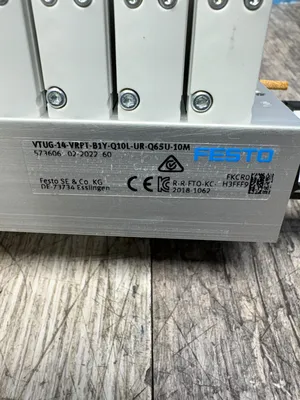 VTUG-14-VRPT-B1Y-Q10L-UR-Q6SU-10M
573606 02-2022 60
FESTO
Festo SE & Co. KG
DE-73734 Esslingen
CE
R-R-FTO-KC-
2018-1062
FKCR0
H3FFF9